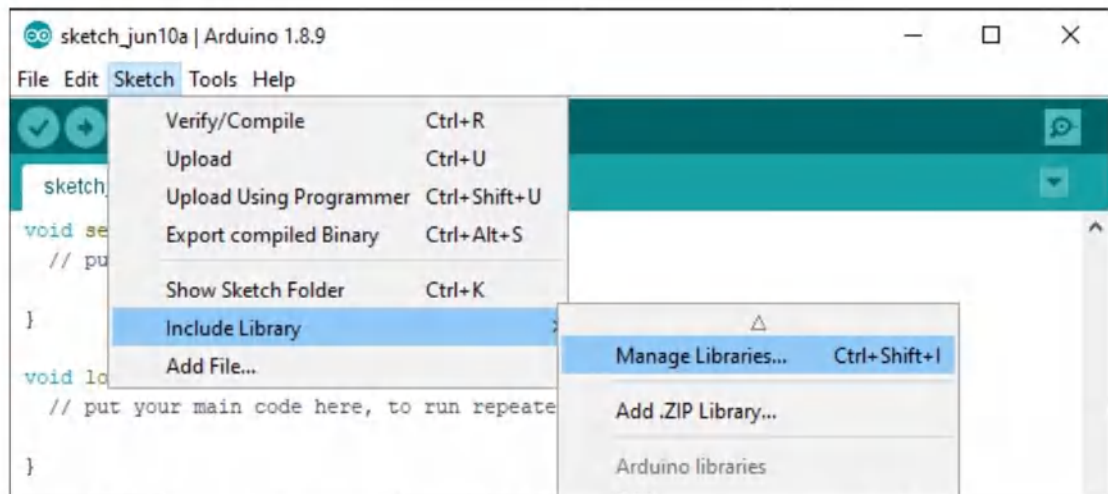 sketch_jun10a | Arduino 1.8.9
File Edit Sketch Tools Help
Verify/Compile Ctrl+R
Upload Ctrl+U
sketch_
Upload Using Programmer Ctrl+Shift+U
void se
Export compiled Binary Ctrl+Alt+S
// pu
Show Sketch Folder Ctrl+K
}
Include Library
Manage Libraries... Ctrl+Shift+I
Add File...
void lo
// put your main code here, to run repeate
Add .ZIP Library...
}
Arduino libraries